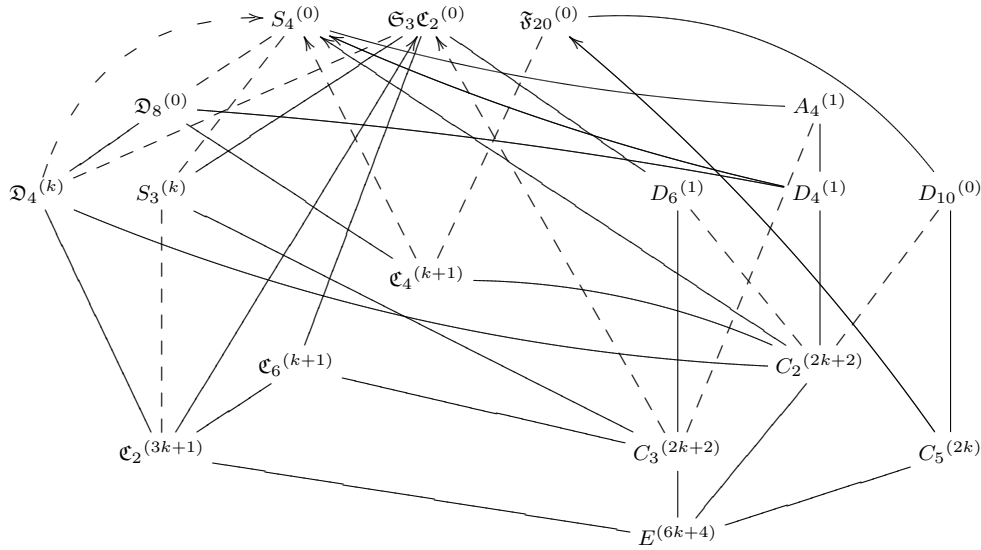 S₄⁽⁰⁾ 𝔖₃ℭ₂⁽⁰⁾ 𝔉₂₀⁽⁰⁾
𝔇₈⁽⁰⁾ A₄⁽¹⁾
𝔇₄⁽ᵏ⁾ S₃⁽ᵏ⁾ D₆⁽¹⁾ D₄⁽¹⁾ D₁₀⁽⁰⁾
ℭ₄⁽ᵏ⁺¹⁾
ℭ₆⁽ᵏ⁺¹⁾ C₂⁽²ᵏ⁺²⁾
ℭ₂⁽³ᵏ⁺¹⁾ C₃⁽²ᵏ⁺²⁾ C₅⁽²ᵏ⁾
E⁽⁶ᵏ⁺⁴⁾